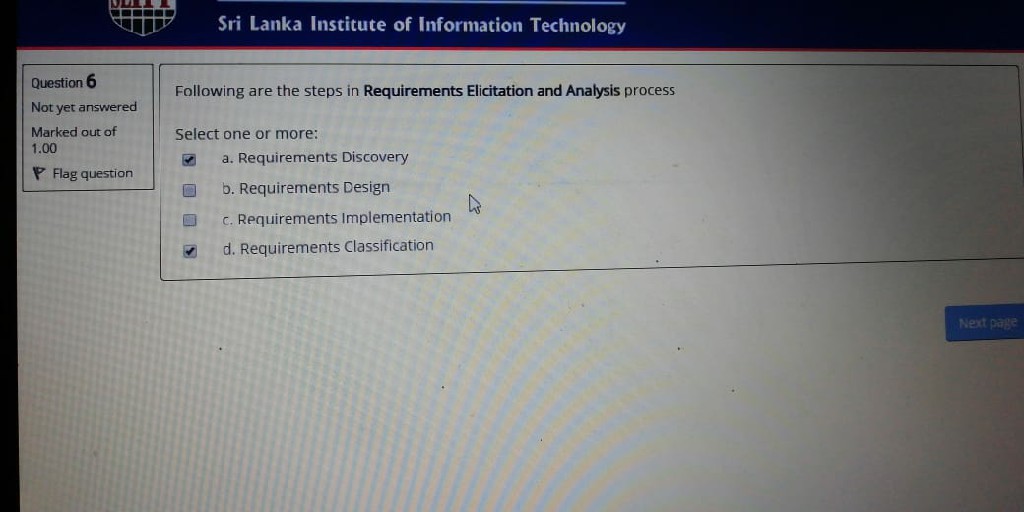 SLIIT
Sri Lanka Institute of Information Technology
Question 6
Not yet answered
Marked out of
1.00
Flag question
Following are the steps in Requirements Elicitation and Analysis process
Select one or more:
a. Requirements Discovery
b. Requirements Design
c. Requirements Implementation
d. Requirements Classification
Next page